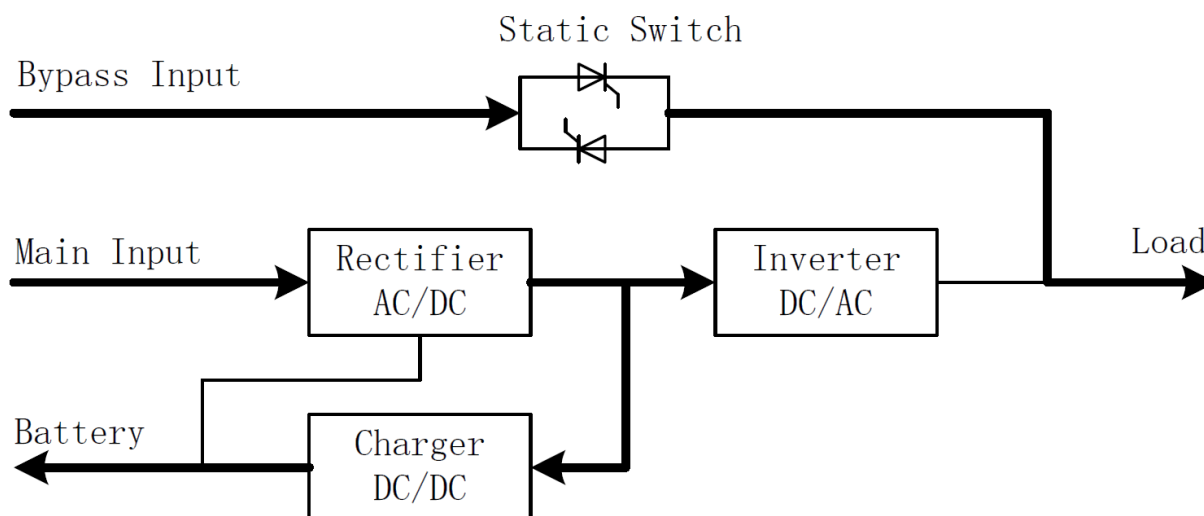 Static Switch
Bypass Input
Main Input
Rectifier
AC/DC
Inverter
DC/AC
Load
Battery
Charger
DC/DC